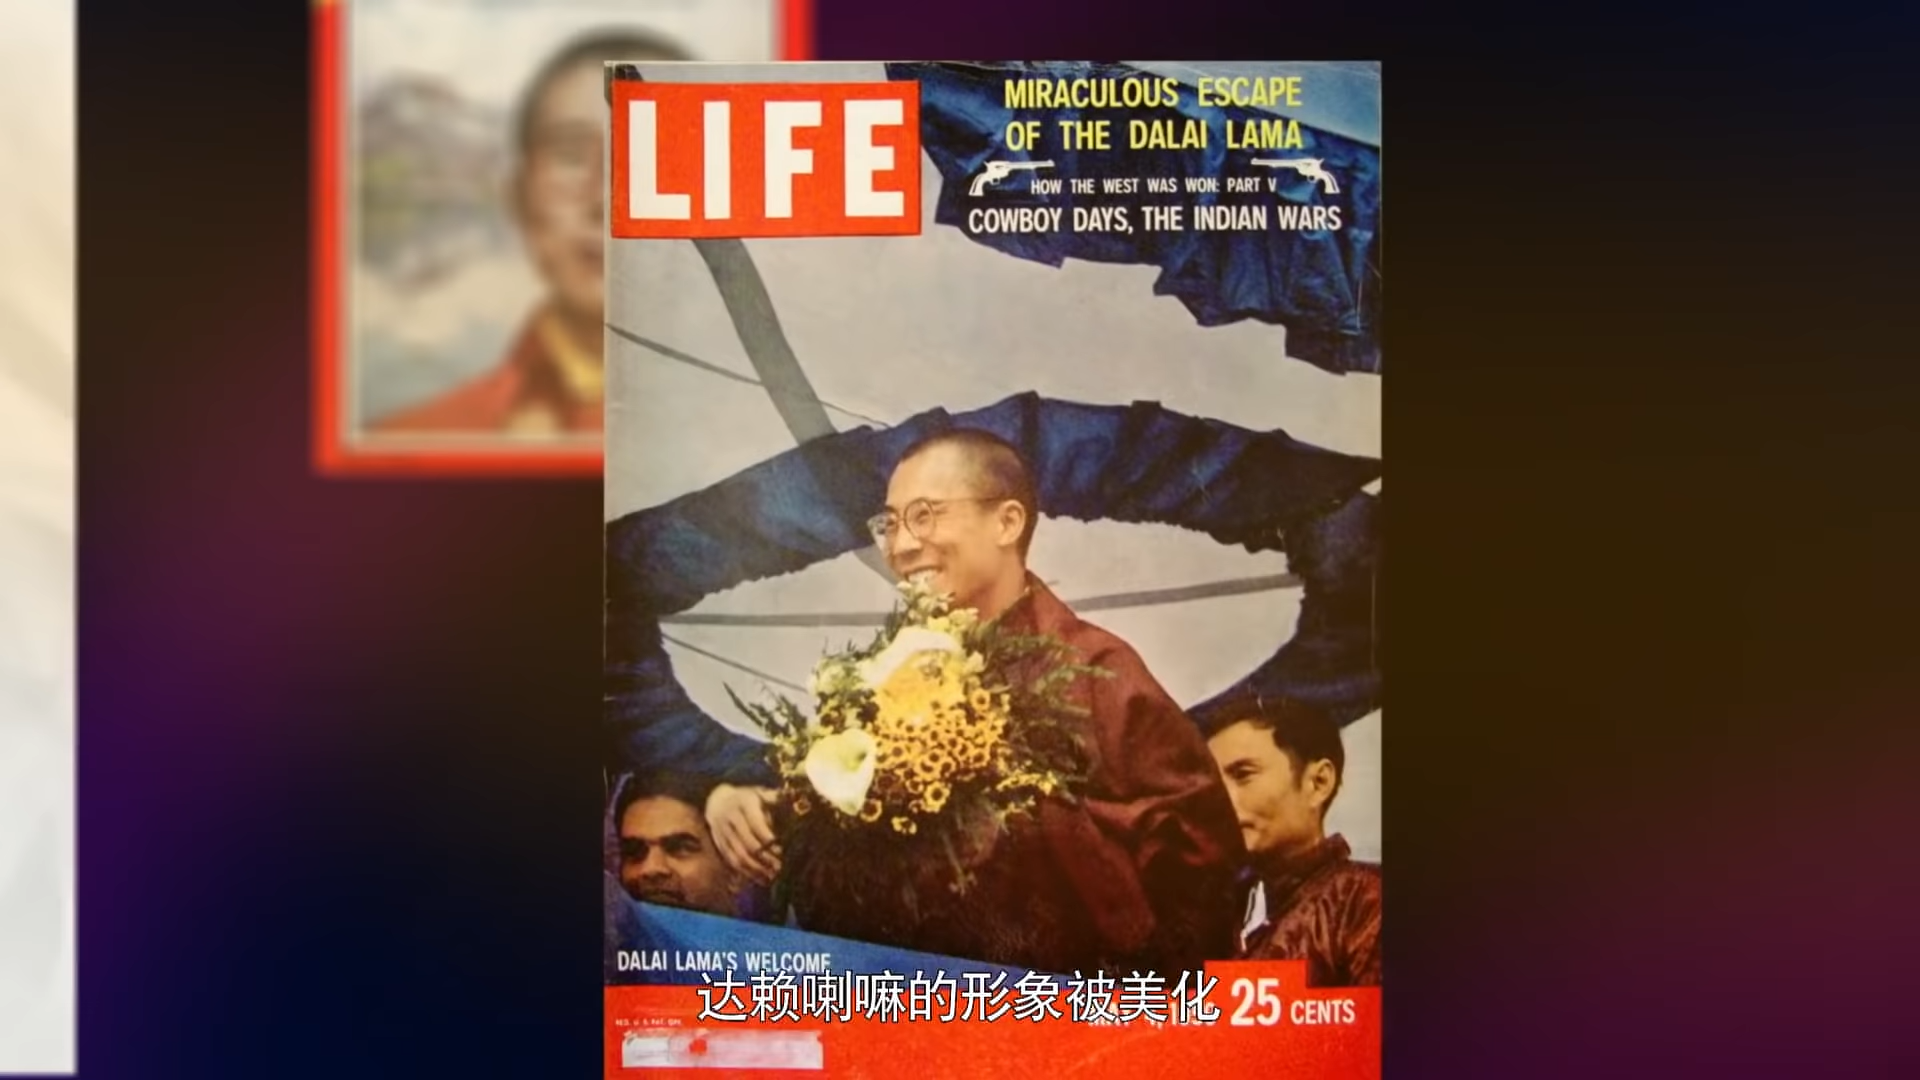 LIFE
MIRACULOUS ESCAPE
OF THE DALAI LAMA
HOW THE WEST WAS WON: PART V
COWBOY DAYS, THE INDIAN WARS
DALAI LAMA'S WELCOME
达赖喇嘛的形象被美化
25 CENTS